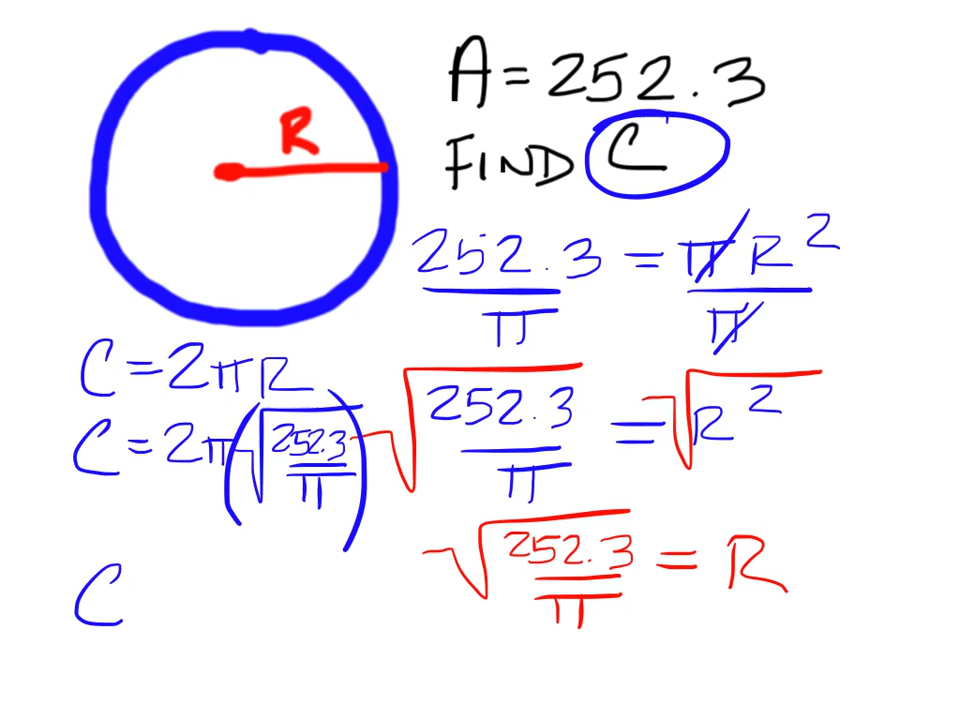 R
A = 252.3
FIND C
252.3 / π = πR² / π
C = 2πR
√(252.3 / π) = √R²
C = 2π(√(252.3 / π))
√(252.3 / π) = R
C